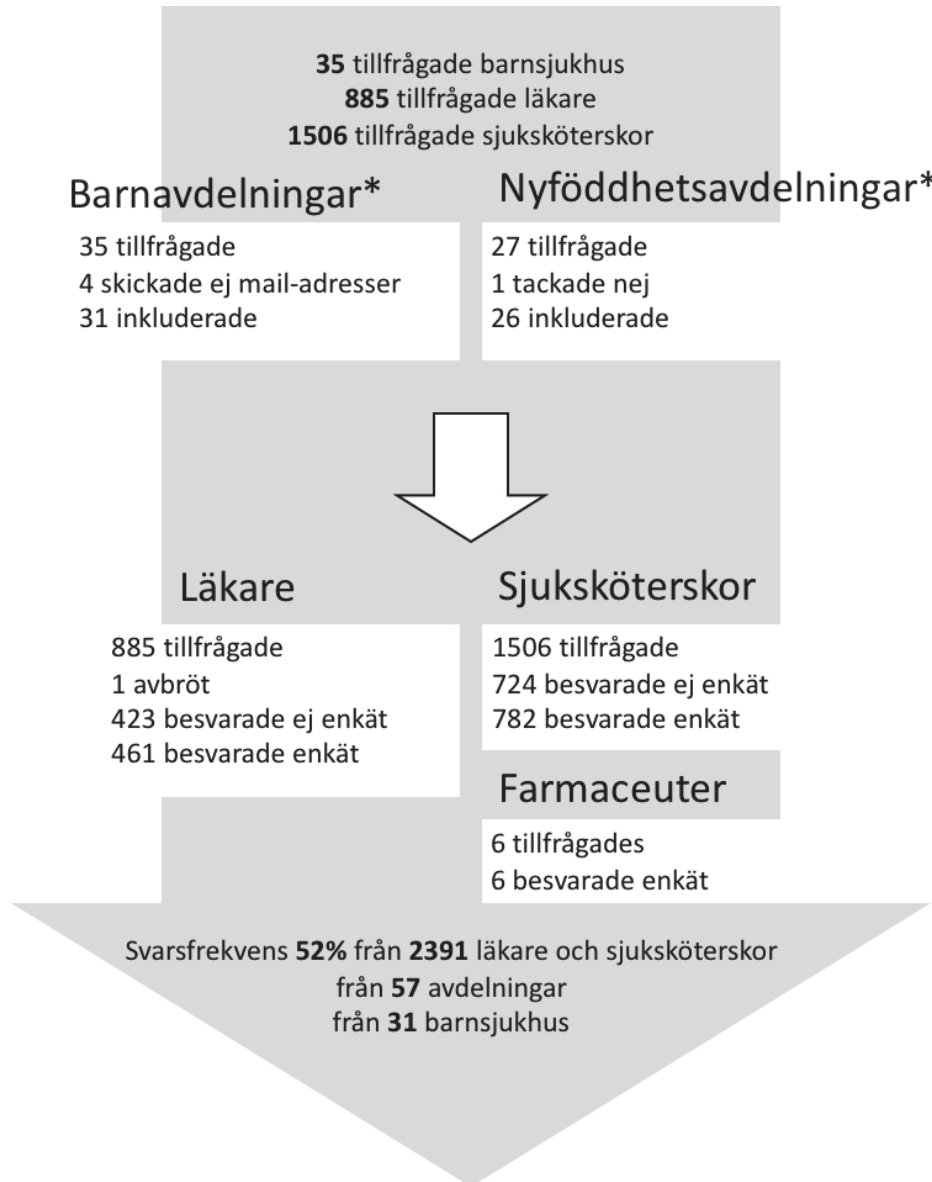 35 tillfrågade barnsjukhus
885 tillfrågade läkare
1506 tillfrågade sjuksköterskor
Barnavdelningar*
35 tillfrågade
4 skickade ej mail-adresser
31 inkluderade
Nyföddhetsavdelningar*
27 tillfrågade
1 tackade nej
26 inkluderade
Läkare
885 tillfrågade
1 avbröt
423 besvarade ej enkät
461 besvarade enkät
Sjuksköterskor
1506 tillfrågade
724 besvarade ej enkät
782 besvarade enkät
Farmaceuter
6 tillfrågades
6 besvarade enkät
Svarsfrekvens 52% från 2391 läkare och sjuksköterskor
från 57 avdelningar
från 31 barnsjukhus